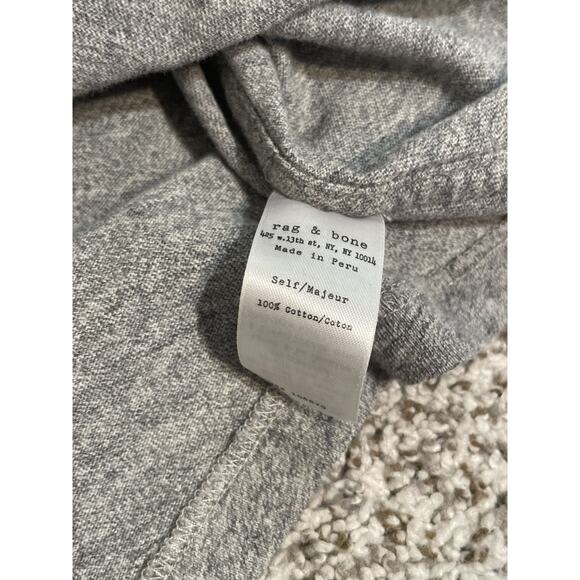 rag & bone
425 w.13th st, NY, NY 10014
Made in Peru
Self/Majeur
100% Cotton/Coton